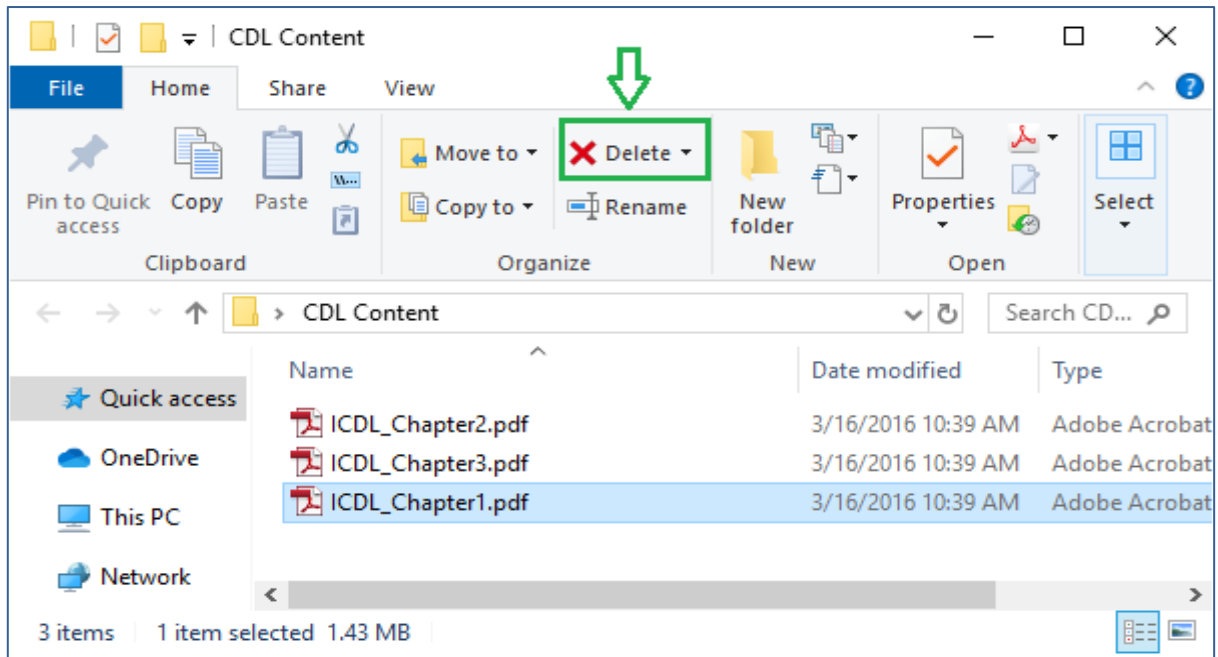 CDL Content
File Home Share View
Move to Delete
Pin to Quick access Copy Paste Copy to Rename New folder Properties Select
Clipboard Organize New Open
CDL Content Search CD...
Name Date modified Type
Quick access
ICDL_Chapter2.pdf 3/16/2016 10:39 AM Adobe Acrobat
OneDrive ICDL_Chapter3.pdf 3/16/2016 10:39 AM Adobe Acrobat
ICDL_Chapter1.pdf 3/16/2016 10:39 AM Adobe Acrobat
This PC
Network
3 items 1 item selected 1.43 MB